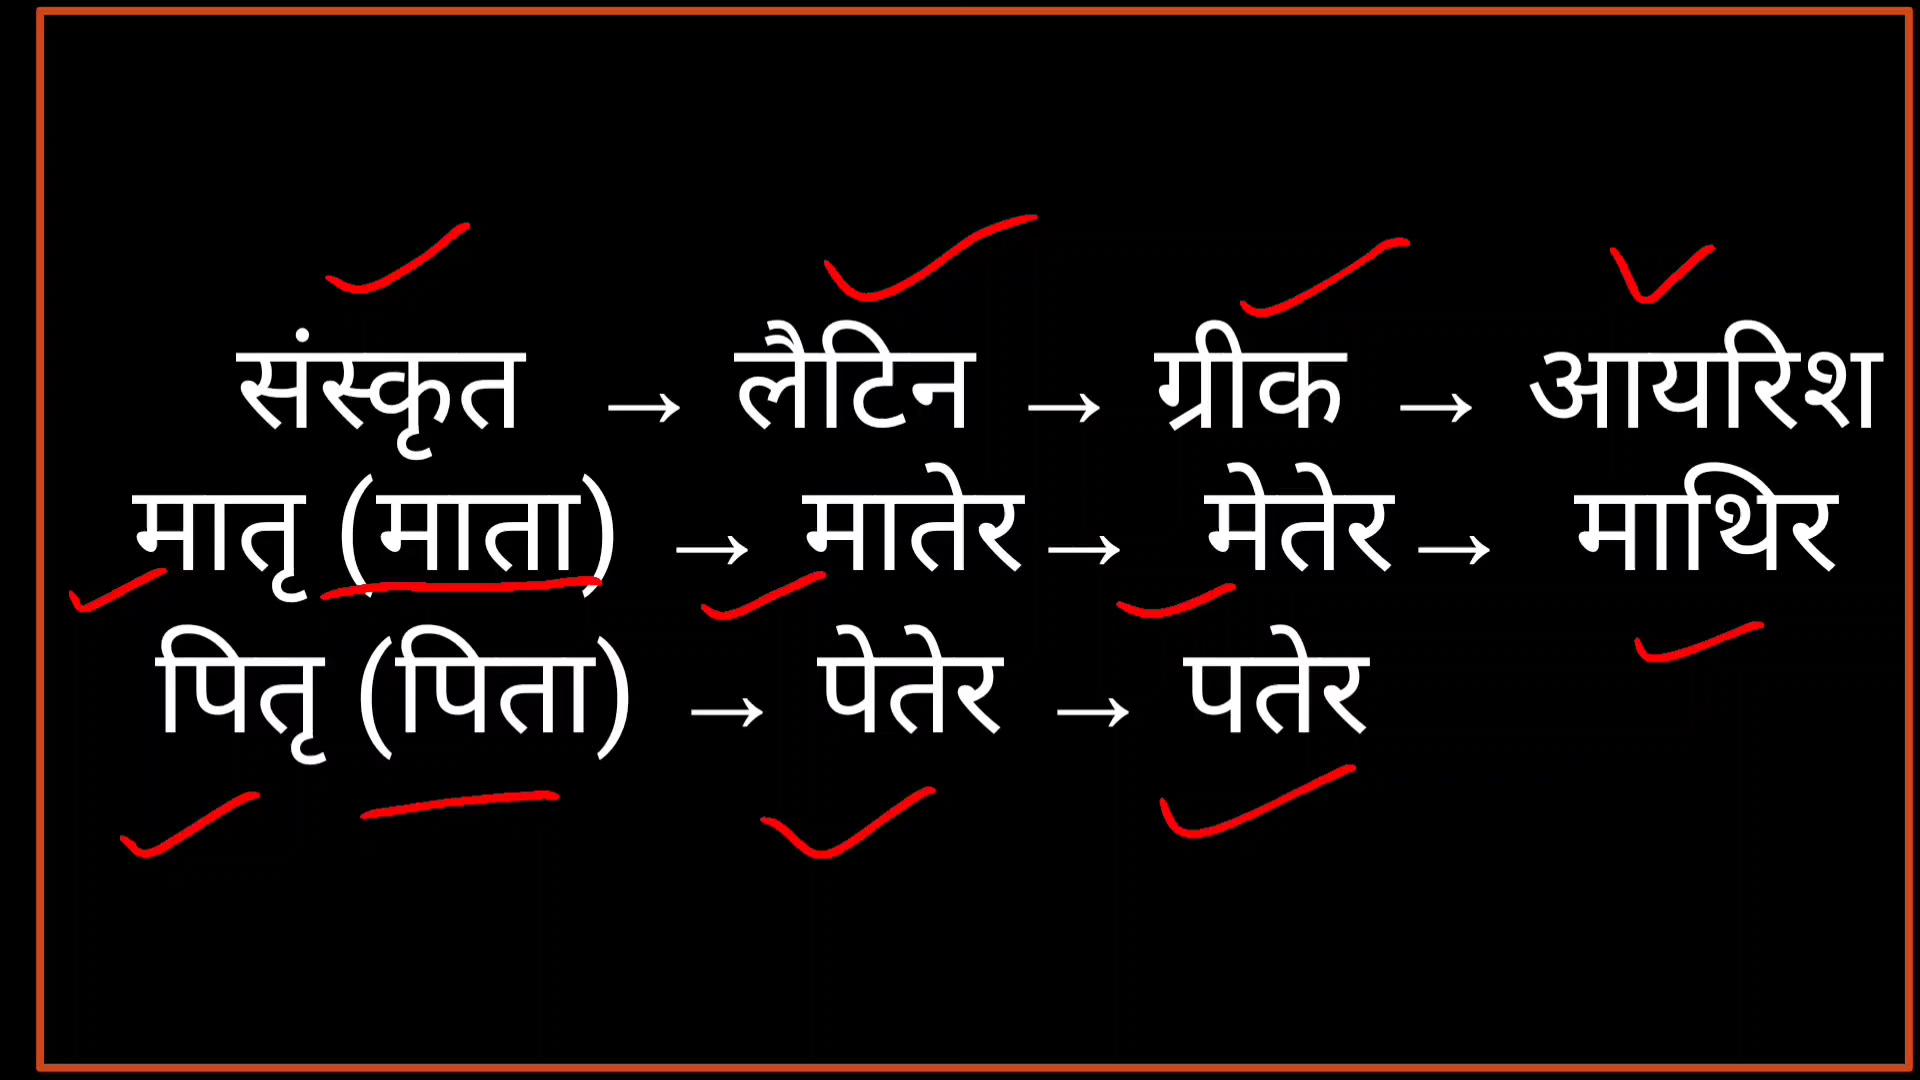 संस्कृत → लैटिन → ग्रीक → आयरिश
मातृ (माता) → मातेर → मेतेर → माथिर
पितृ (पिता) → पेतेर → पतेर